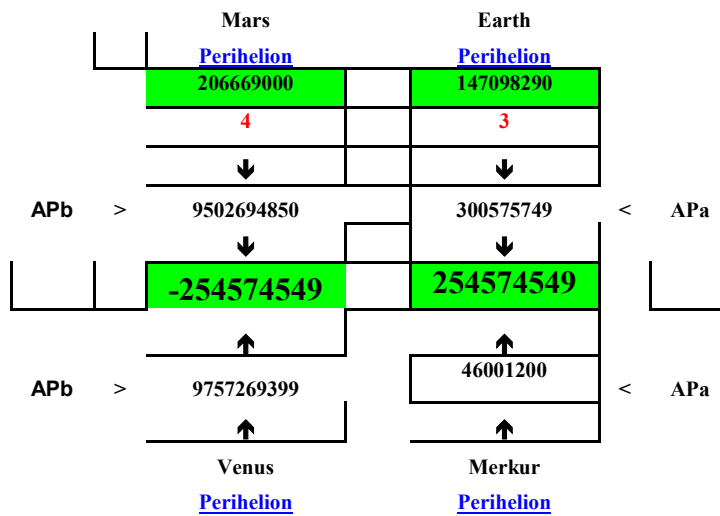 Mars Earth
Perihelion Perihelion
206669000 147098290
4 3
APb > 9502694850 300575749 < APa
-254574549 254574549
46001200
APb > 9757269399 < APa
Venus Merkur
Perihelion Perihelion